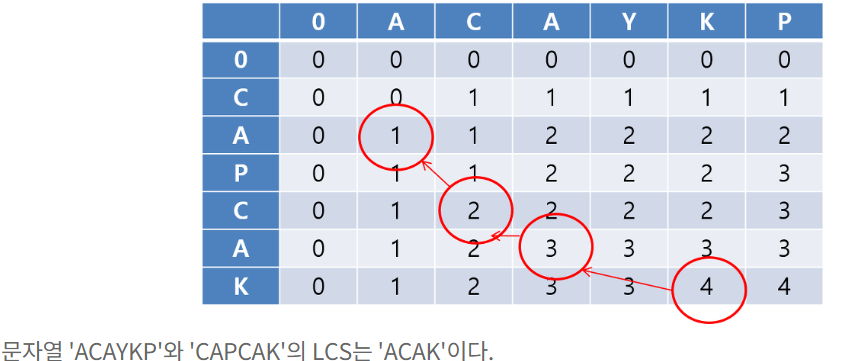 0 A C A Y K P
0 0 0 0 0 0 0 0
C 0 0 1 1 1 1 1
A 0 1 1 2 2 2 2
P 0 1 1 2 2 2 3
C 0 1 2 2 2 2 3
A 0 1 2 3 3 3 3
K 0 1 2 3 3 4 4
문자열 'ACAYKP'와 'CAPCAK'의 LCS는 'ACAK'이다.